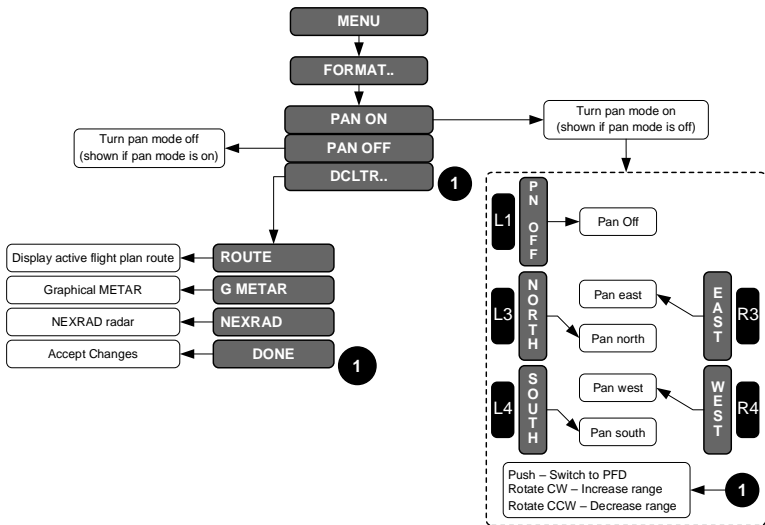 MENU
FORMAT..
PAN ON
Turn pan mode on
(shown if pan mode is off)
Turn pan mode off
(shown if pan mode is on)
PAN OFF
DCLTR..
1
ROUTE
Display active flight plan route
G METAR
Graphical METAR
NEXRAD
NEXRAD radar
DONE
Accept Changes
1
L1
PN OFF
Pan Off
L3
NORTH
Pan east
Pan north
EAST
R3
L4
SOUTH
Pan west
Pan south
WEST
R4
Push – Switch to PFD
Rotate CW – Increase range
Rotate CCW – Decrease range
1